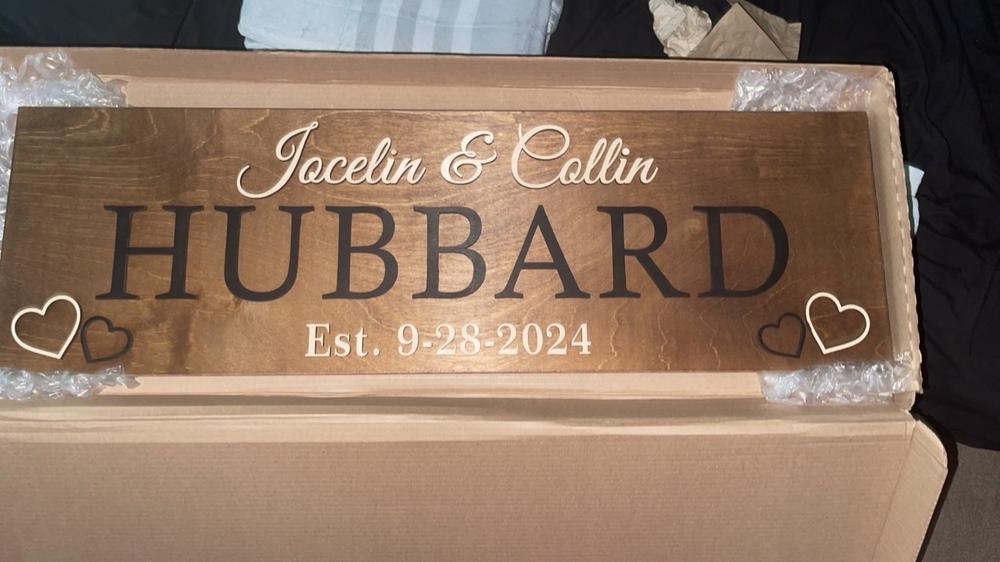 Jocelin & Collin
HUBBARD
Est. 9-28-2024